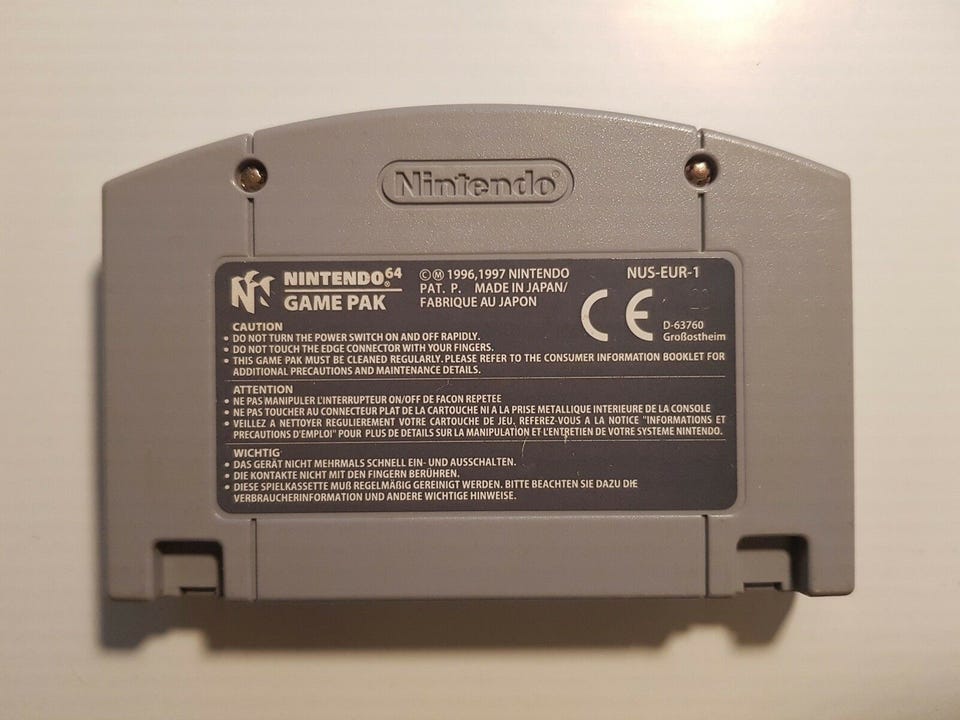 Nintendo®
NINTENDO®64
GAME PAK
©Ⓜ 1996,1997 NINTENDO
PAT. P. MADE IN JAPAN/
FABRIQUE AU JAPON
NUS-EUR-1
CE
D-63760
Großostheim
CAUTION
• DO NOT TURN THE POWER SWITCH ON AND OFF RAPIDLY.
• DO NOT TOUCH THE EDGE CONNECTOR WITH YOUR FINGERS.
• THIS GAME PAK MUST BE CLEANED REGULARLY. PLEASE REFER TO THE CONSUMER INFORMATION BOOKLET FOR
ADDITIONAL PRECAUTIONS AND MAINTENANCE DETAILS.
ATTENTION
• NE PAS MANIPULER L'INTERRUPTEUR ON/OFF DE FACON REPETEE
• NE PAS TOUCHER AU CONNECTEUR PLAT DE LA CARTOUCHE NI A LA PRISE METALLIQUE INTERIEURE DE LA CONSOLE
• VEILLEZ A NETTOYER REGULIEREMENT VOTRE CARTOUCHE DE JEU. REFEREZ-VOUS A LA NOTICE "INFORMATIONS ET
PRECAUTIONS D'EMPLOI" POUR PLUS DE DETAILS SUR LA MANIPULATION ET L'ENTRETIEN DE VOTRE SYSTEME NINTENDO.
WICHTIG
• DAS GERÄT NICHT MEHRMALS SCHNELL EIN- UND AUSSCHALTEN.
• DIE KONTAKTE NICHT MIT DEN FINGERN BERÜHREN.
• DIESE SPIELKASSETTE MUß REGELMÄßIG GEREINIGT WERDEN. BITTE BEACHTEN SIE DAZU DIE
VERBRAUCHERINFORMATION UND ANDERE WICHTIGE HINWEISE.